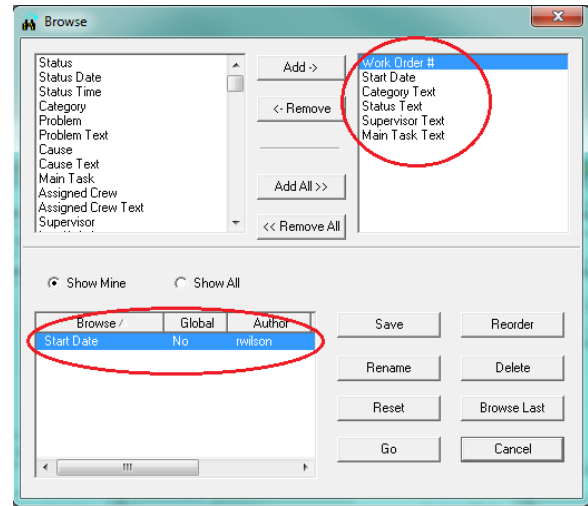 Browse
Status
Status Date
Status Time
Category
Problem
Problem Text
Cause
Cause Text
Main Task
Assigned Crew
Assigned Crew Text
Supervisor
Add ->
<- Remove
Add All >>
<< Remove All
Work Order #
Start Date
Category Text
Status Text
Supervisor Text
Main Task Text
Show Mine Show All
Browse / Global Author
Start Date No rwilson
Save Reorder
Rename Delete
Reset Browse Last
Go Cancel